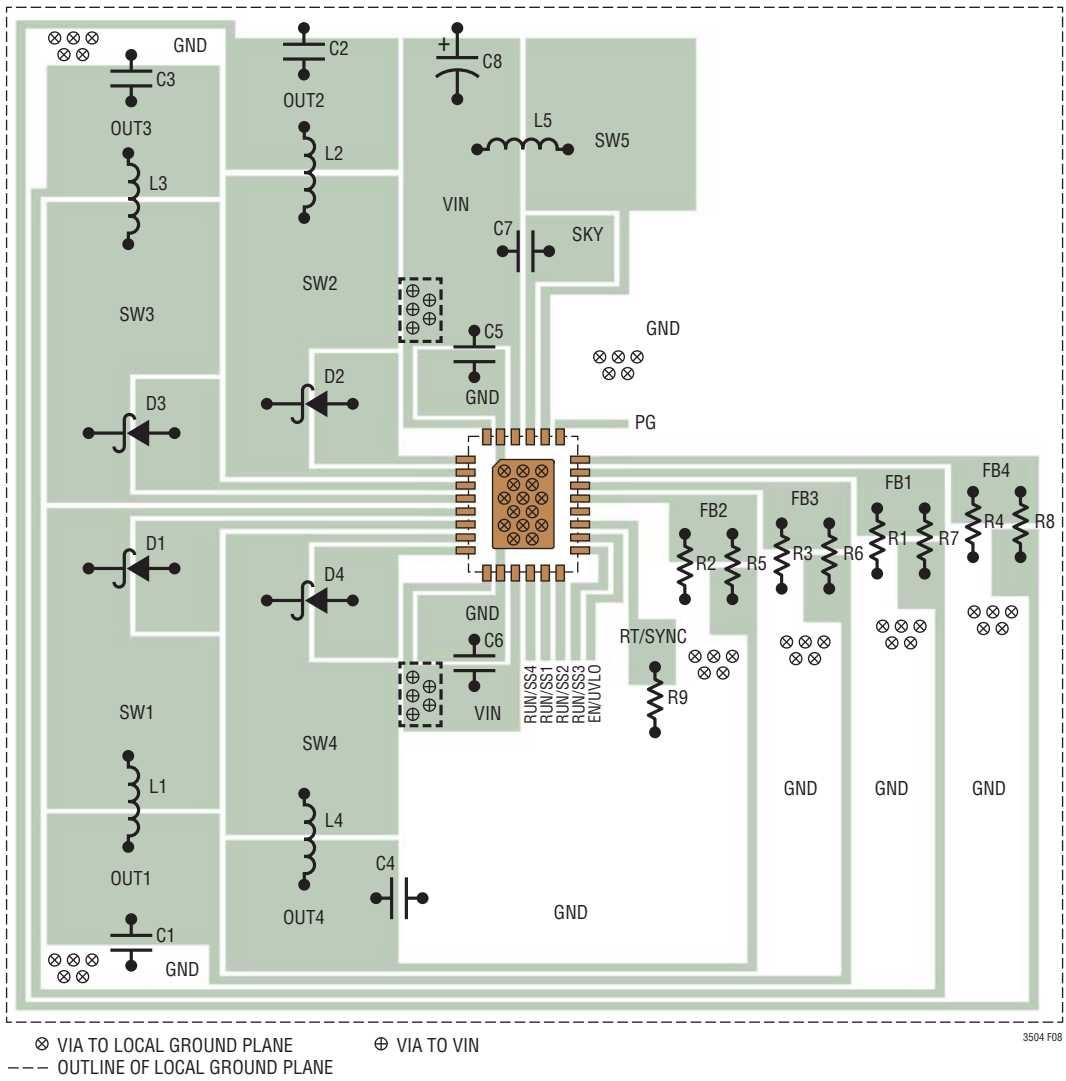 GND
C2
+
C8
C3
OUT2
OUT3
L5
SW5
L2
L3
VIN
C7
SKY
SW2
SW3
GND
C5
D2
GND
D3
PG
FB4
FB1
FB3
FB2
R4
R8
R1
R7
R3
R6
R2
R5
D1
D4
GND
C6
RT/SYNC
RUN/SS4
RUN/SS1
RUN/SS2
RUN/SS3
EN/UVLO
R9
SW1
VIN
SW4
L1
GND
GND
GND
L4
C4
OUT1
OUT4
GND
C1
GND
3504 F08
VIA TO LOCAL GROUND PLANE
VIA TO VIN
OUTLINE OF LOCAL GROUND PLANE